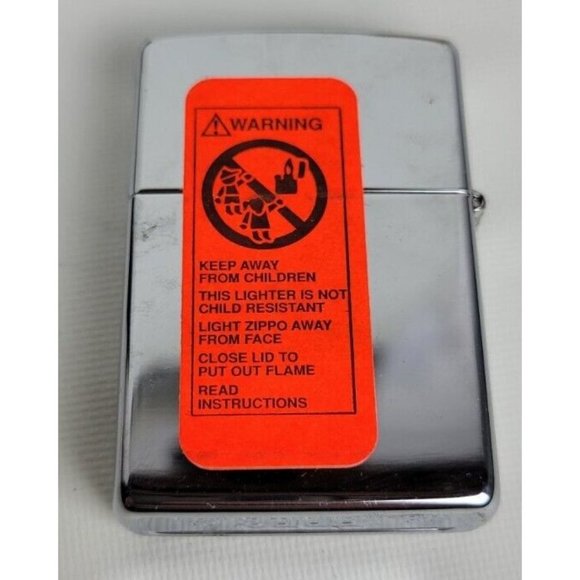 WARNING
KEEP AWAY
FROM CHILDREN
THIS LIGHTER IS NOT
CHILD RESISTANT
LIGHT ZIPPO AWAY
FROM FACE
CLOSE LID TO
PUT OUT FLAME
READ
INSTRUCTIONS